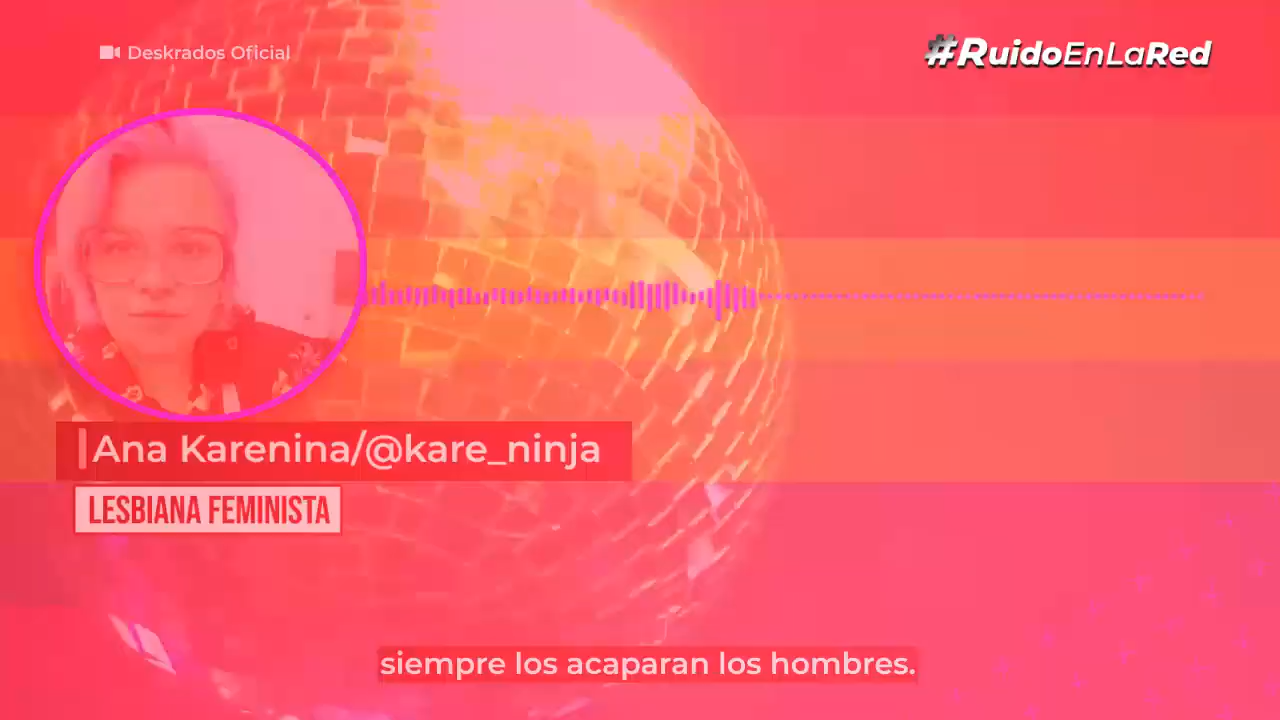 Deskrados Oficial
#RuidoEnLaRed
Ana Karenina/@kare_ninja
LESBIANA FEMINISTA
siempre los acaparan los hombres.